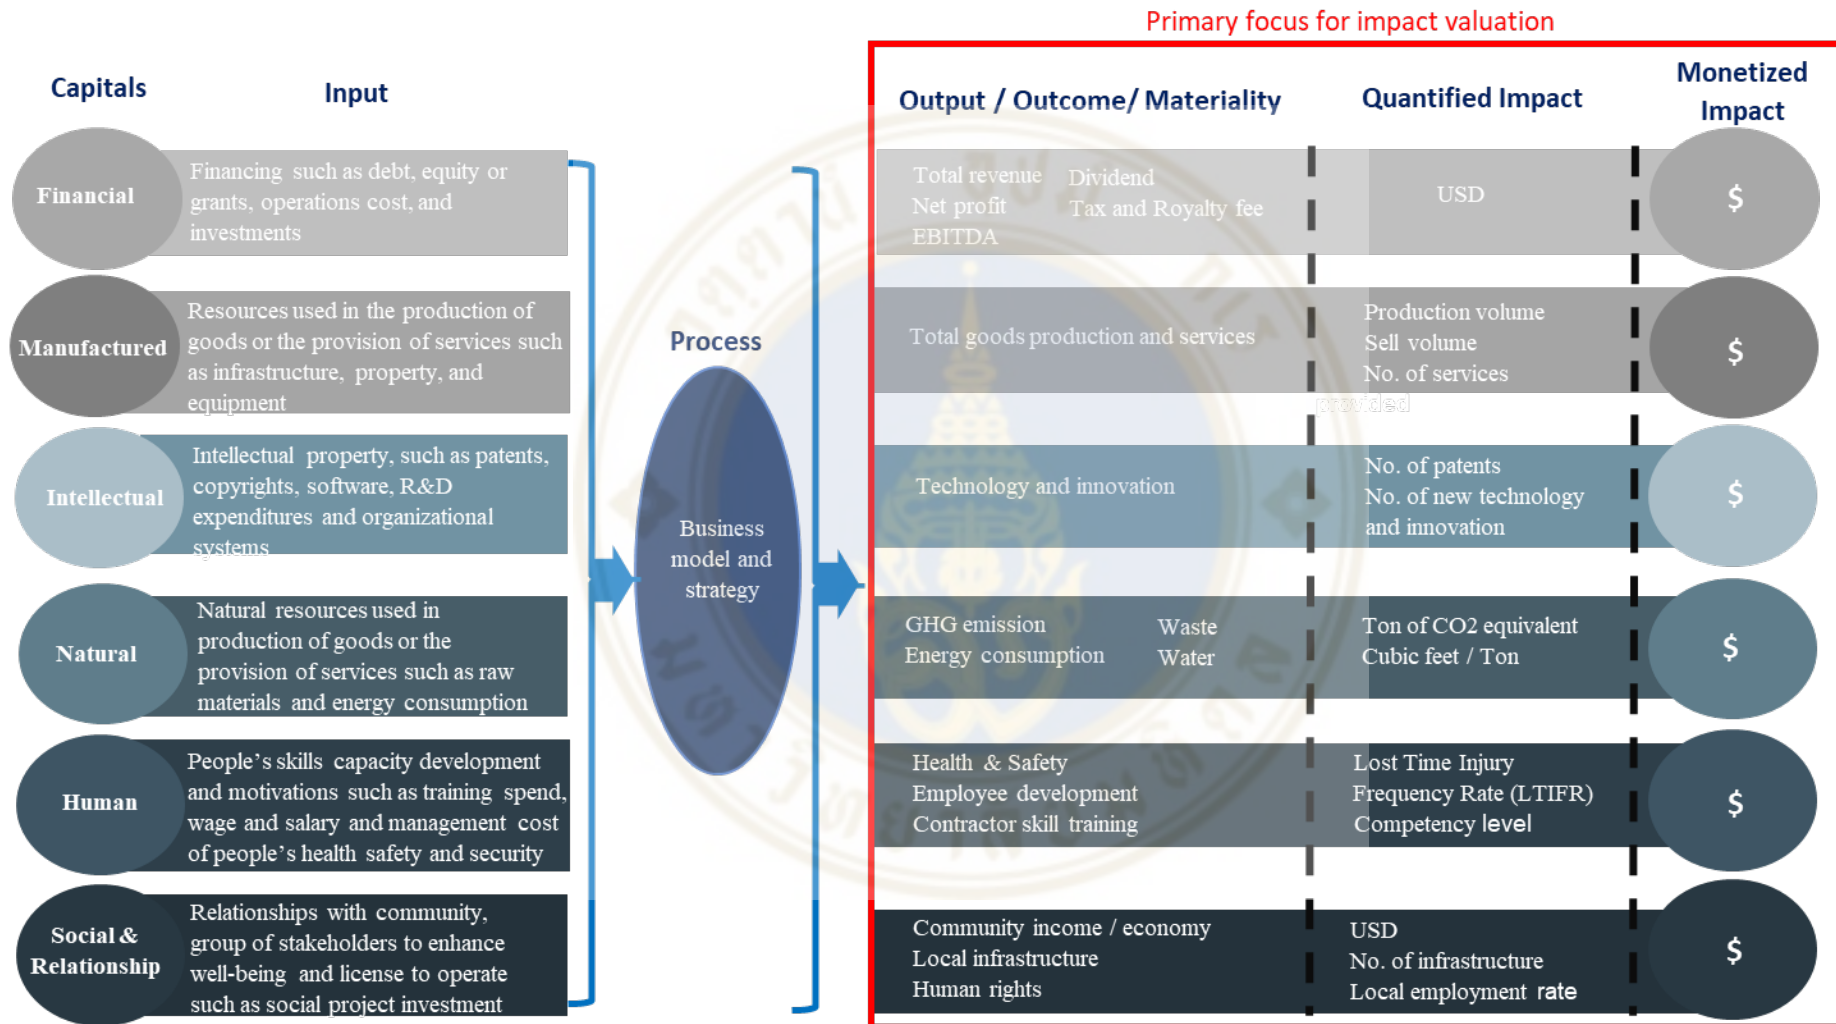 Primary focus for impact valuation
Capitals
Input
Output / Outcome/ Materiality
Quantified Impact
Monetized
Impact
Financial
Financing such as debt, equity or
grants, operations cost, and
investments
Total revenue
Net profit
EBITDA
Dividend
Tax and Royalty fee
USD
$
Manufactured
Resources used in the production of
goods or the provision of services such
as infrastructure, property, and
equipment
Total goods production and services
Production volume
Sell volume
No. of services
provided
$
Process
Business
model and
strategy
Intellectual
Intellectual property, such as patents,
copyrights, software, R&D
expenditures and organizational
systems
Technology and innovation
No. of patents
No. of new technology
and innovation
$
Natural
Natural resources used in
production of goods or the
provision of services such as raw
materials and energy consumption
GHG emission
Energy consumption
Waste
Water
Ton of CO2 equivalent
Cubic feet / Ton
$
Human
People’s skills capacity development
and motivations such as training spend,
wage and salary and management cost
of people’s health safety and security
Health & Safety
Employee development
Contractor skill training
Lost Time Injury
Frequency Rate (LTIFR)
Competency level
$
Social &
Relationship
Relationships with community,
group of stakeholders to enhance
well-being and license to operate
such as social project investment
Community income / economy
Local infrastructure
Human rights
USD
No. of infrastructure
Local employment rate
$